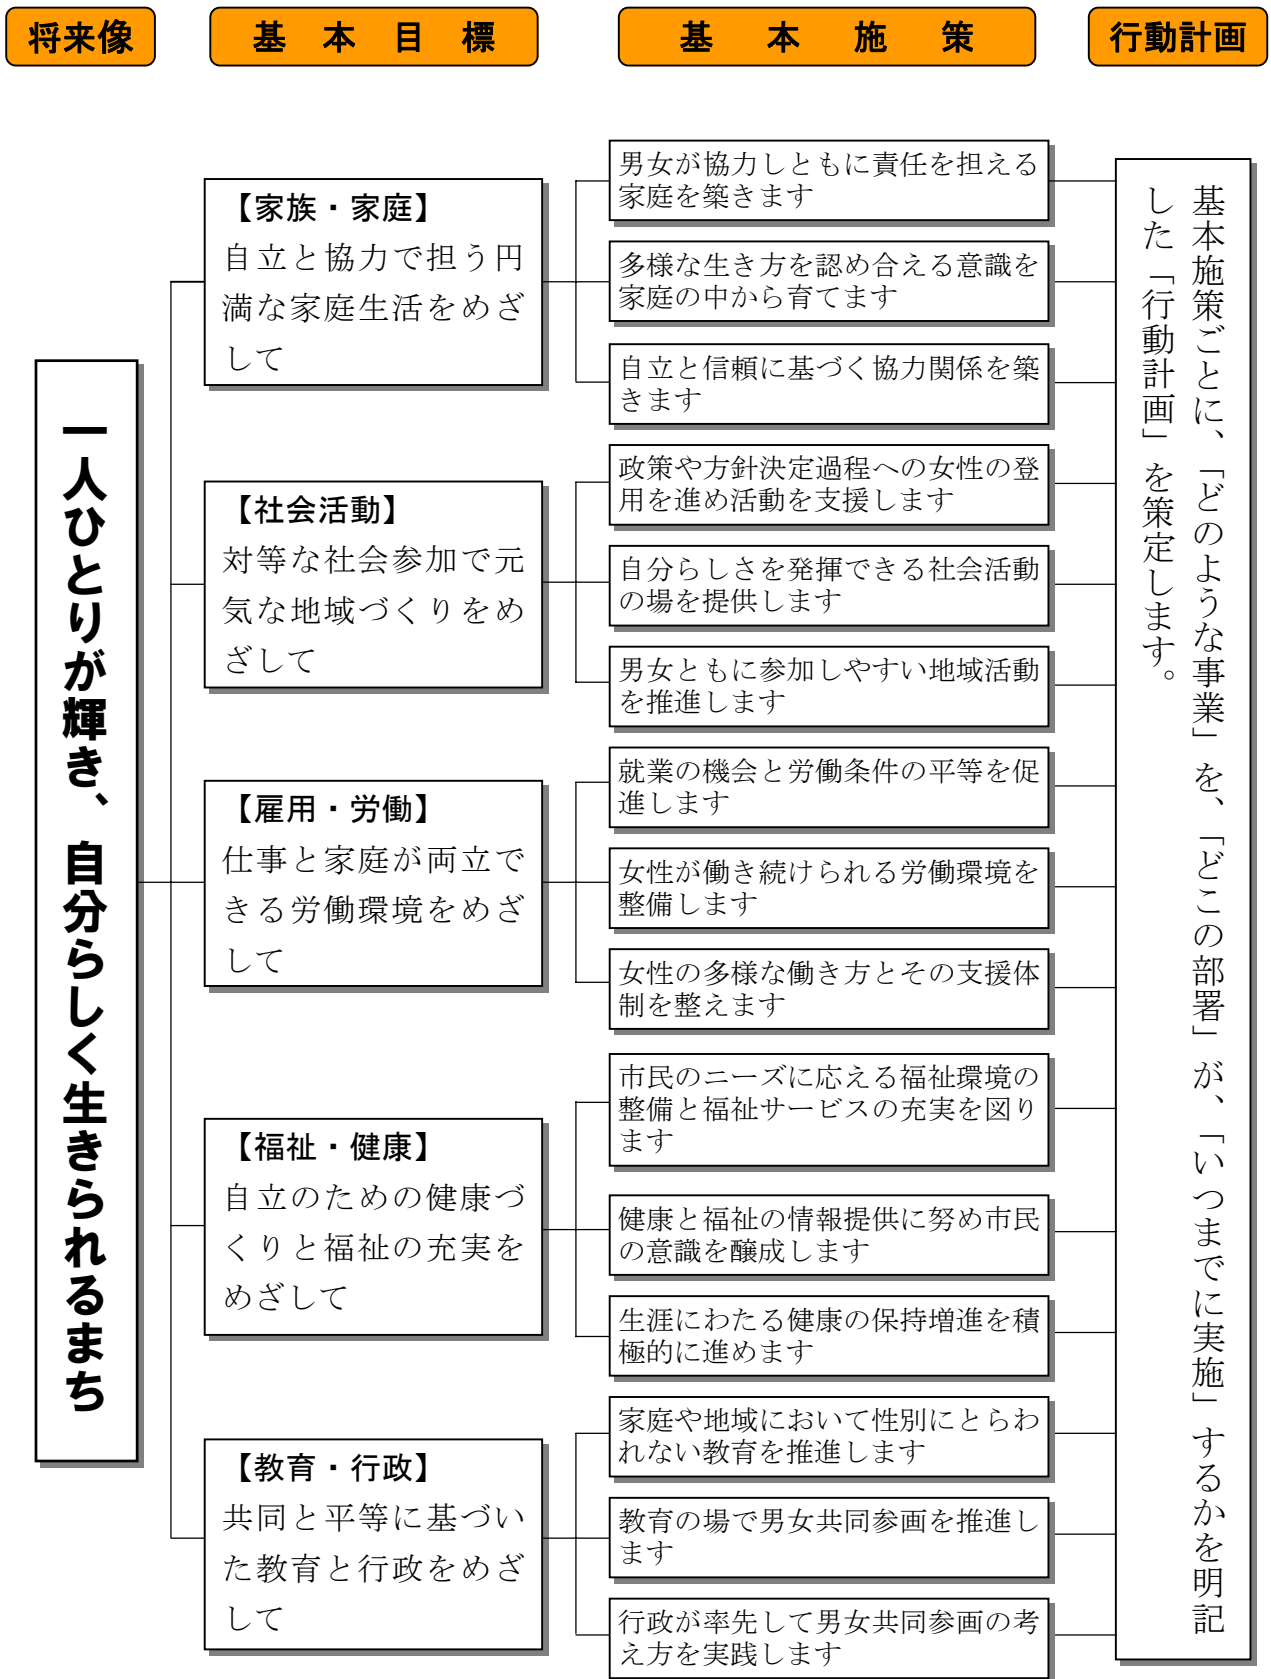 将来像
基本目標
基本施策
行動計画
一人ひとりが輝き、自分らしく生きられるまち
【家族・家庭】
自立と協力で担う円
満な家庭生活をめざ
して
男女が協力しともに責任を担える
家庭を築きます
多様な生き方を認め合える意識を
家庭の中から育てます
自立と信頼に基づく協力関係を築
きます
【社会活動】
対等な社会参加で元
気な地域づくりをめ
ざして
政策や方針決定過程への女性の登
用を進め活動を支援します
自分らしさを発揮できる社会活動
の場を提供します
男女ともに参加しやすい地域活動
を推進します
【雇用・労働】
仕事と家庭が両立で
きる労働環境をめざ
して
就業の機会と労働条件の平等を促
進します
女性が働き続けられる労働環境を
整備します
女性の多様な働き方とその支援体
制を整えます
【福祉・健康】
自立のための健康づ
くりと福祉の充実を
めざして
市民のニーズに応える福祉環境の
整備と福祉サービスの充実を図り
ます
健康と福祉の情報提供に努め市民
の意識を醸成します
生涯にわたる健康の保持増進を積
極的に進めます
【教育・行政】
共同と平等に基づい
た教育と行政をめざ
して
家庭や地域において性別にとらわ
れない教育を推進します
教育の場で男女共同参画を推進し
ます
行政が率先して男女共同参画の考
え方を実践します
基本施策ごとに、「どのような事業」を、「どこの部署」が、「いつまでに実施」するかを明記
した「行動計画」を策定します。